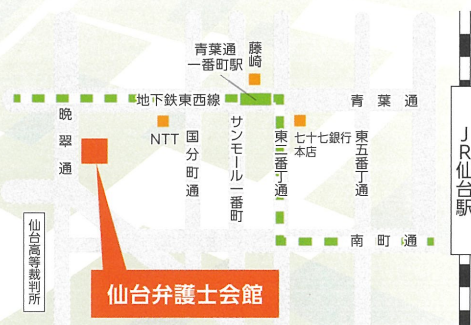 青葉通
一番町駅
藤崎
地下鉄東西線
青葉通
晩翠通
NTT
国分町通
サンモール一番町
東二番丁通
七十七銀行
本店
東五番丁通
JR仙台駅
南町通
仙台高等裁判所
仙台弁護士会館